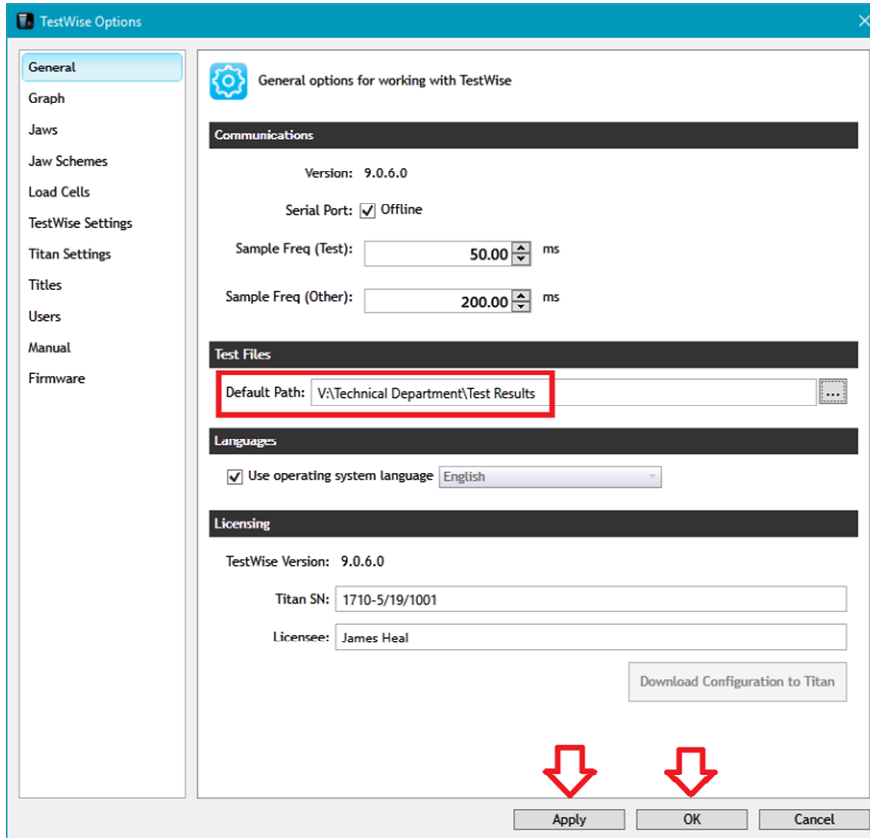 TestWise Options
General
Graph
Jaws
Jaw Schemes
Load Cells
TestWise Settings
Titan Settings
Titles
Users
Manual
Firmware
General options for working with TestWise
Communications
Version: 9.0.6.0
Serial Port: Offline
Sample Freq (Test): 50.00 ms
Sample Freq (Other): 200.00 ms
Test Files
Default Path: V:\Technical Department\Test Results ...
Languages
Use operating system language English
Licensing
TestWise Version: 9.0.6.0
Titan SN: 1710-5/19/1001
Licensee: James Heal
Download Configuration to Titan
Apply OK Cancel